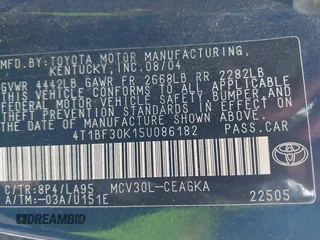 MFD.BY: TOYOTA MOTOR MANUFACTURING,
KENTUCKY, INC. 08/04
GVWR 4442LB GAWR FR 2668LB RR 2282LB
THIS VEHICLE CONFORMS TO ALL APPLICABLE
FEDERAL MOTOR VEHICLE SAFETY, BUMPER,
AND THEFT PREVENTION STANDARDS IN EFFECT
ON THE DATE OF MANUFACTURE SHOWN ABOVE.
4T1BF30K15U086182 PASS.CAR
TOYOTA
C/TR:8P4/LA95 MCV30L-CEAGKA
A/TM:-03A/U151E 22505
DREAMBID